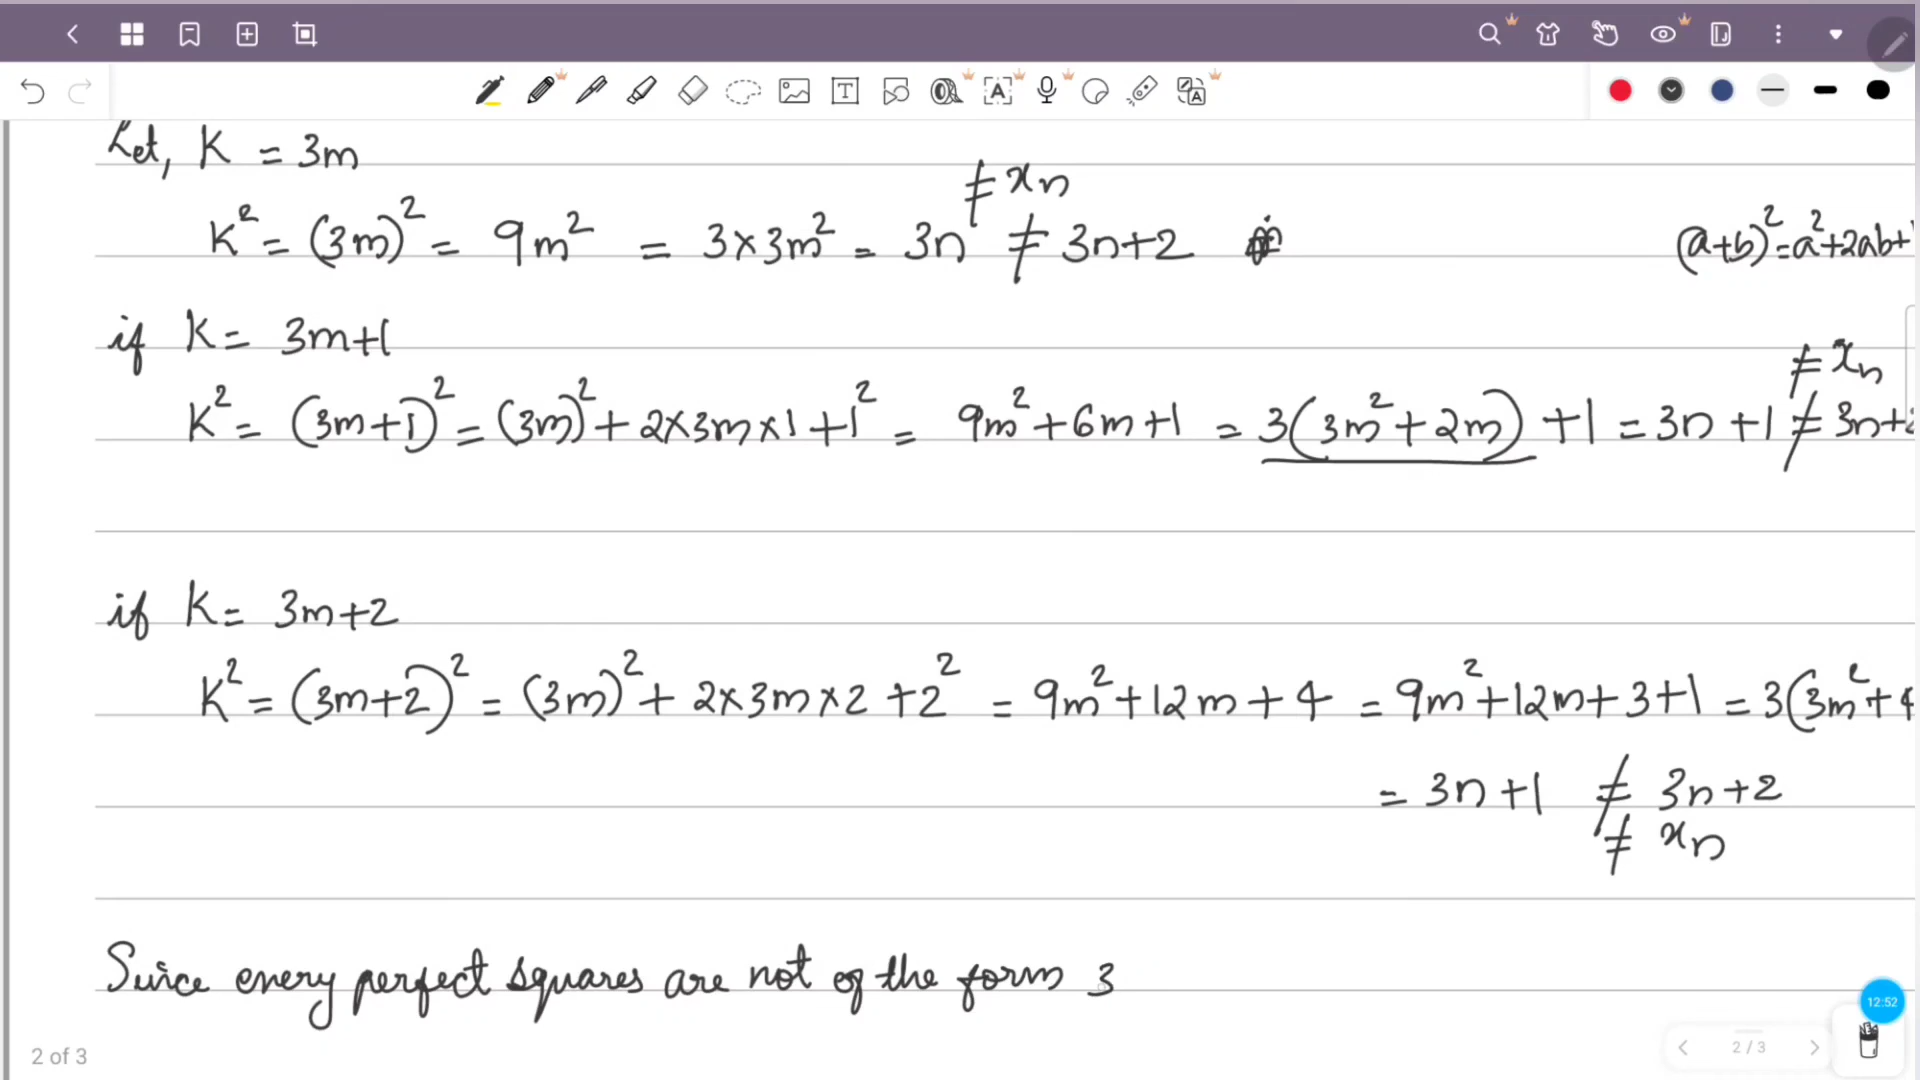 Let, K = 3m
≠ xn
K² = (3m)² = 9m² = 3×3m² = 3n ≠ 3n+2
(a+b)² = a²+2ab+
if K = 3m+1
≠ xn
K² = (3m+1)² = (3m)² + 2×3m×1 + 1² = 9m²+6m+1 = 3(3m²+2m) +1 = 3n +1 ≠ 3n+2
if K = 3m+2
K² = (3m+2)² = (3m)² + 2×3m×2 + 2² = 9m²+12m+4 = 9m²+12m+3+1 = 3(3m²+4
= 3n+1 ≠ 3n+2
≠ xn
Since every perfect squares are not of the form 3
12:52
2 of 3
2 / 3